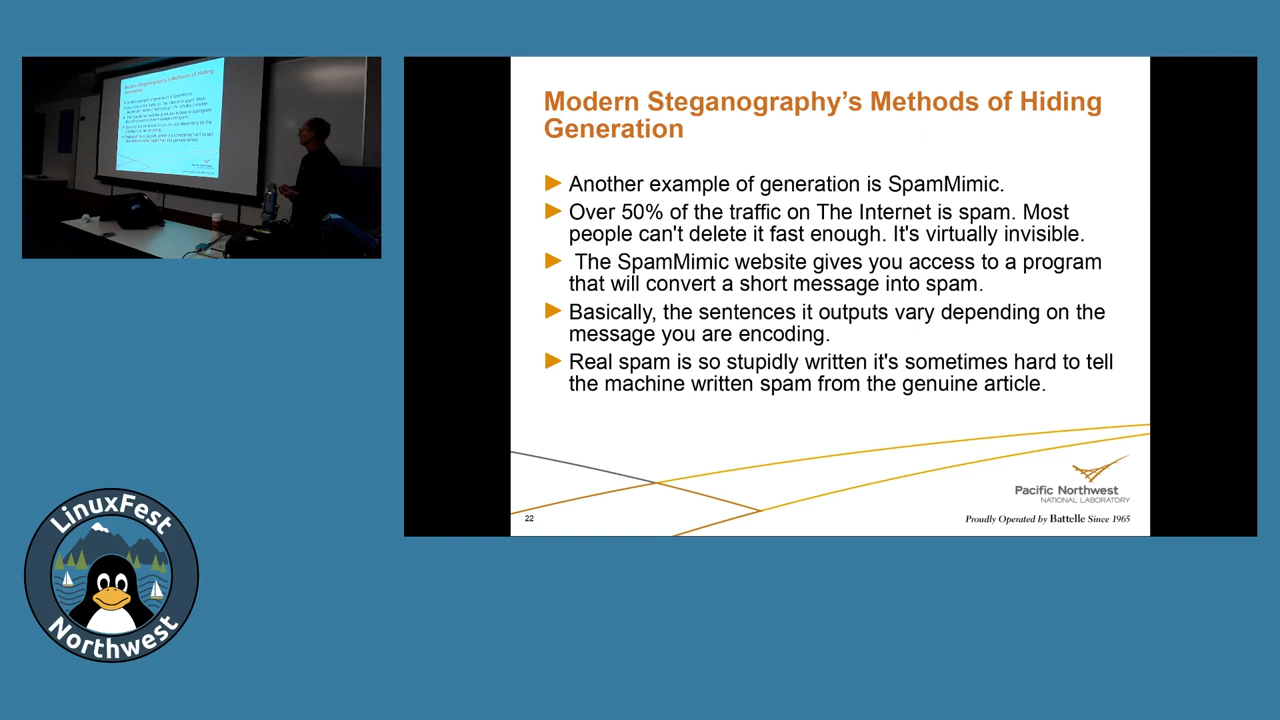 Modern Steganography's Methods of Hiding
Generation
Another example of generation is SpamMimic.
Over 50% of the traffic on The Internet is spam. Most
people can't delete it fast enough. It's virtually invisible.
The SpamMimic website gives you access to a program
that will convert a short message into spam.
Basically, the sentences it outputs vary depending on the
message you are encoding.
Real spam is so stupidly written it's sometimes hard to tell
the machine written spam from the genuine article.
Pacific Northwest
NATIONAL LABORATORY
22
Proudly Operated by Battelle Since 1965
LinuxFest
Northwest